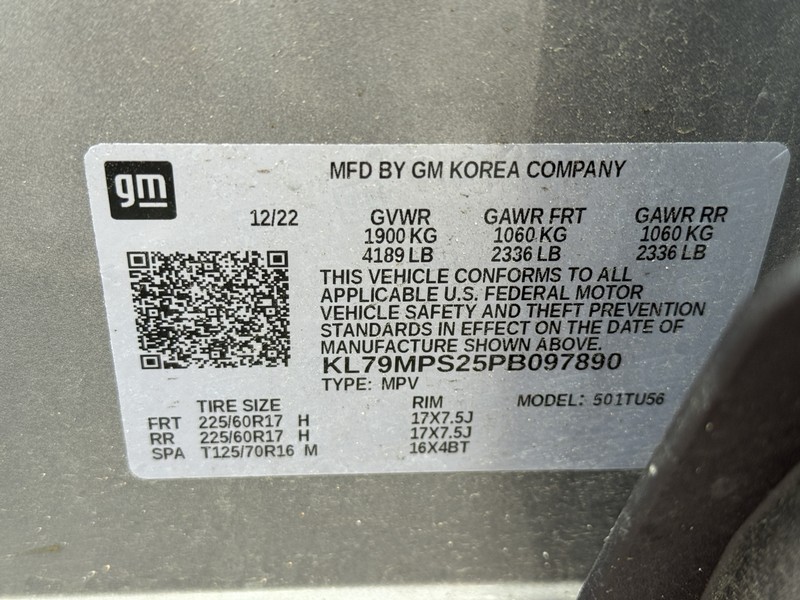 gm
MFD BY GM KOREA COMPANY
12/22 GVWR GAWR FRT GAWR RR
1900 KG 1060 KG 1060 KG
4189 LB 2336 LB 2336 LB
THIS VEHICLE CONFORMS TO ALL
APPLICABLE U.S. FEDERAL MOTOR
VEHICLE SAFETY AND THEFT PREVENTION
STANDARDS IN EFFECT ON THE DATE OF
MANUFACTURE SHOWN ABOVE.
KL79MPS25PB097890
TYPE: MPV
TIRE SIZE RIM MODEL: 501TU56
FRT 225/60R17 H 17X7.5J
RR 225/60R17 H 17X7.5J
SPA T125/70R16 M 16X4BT